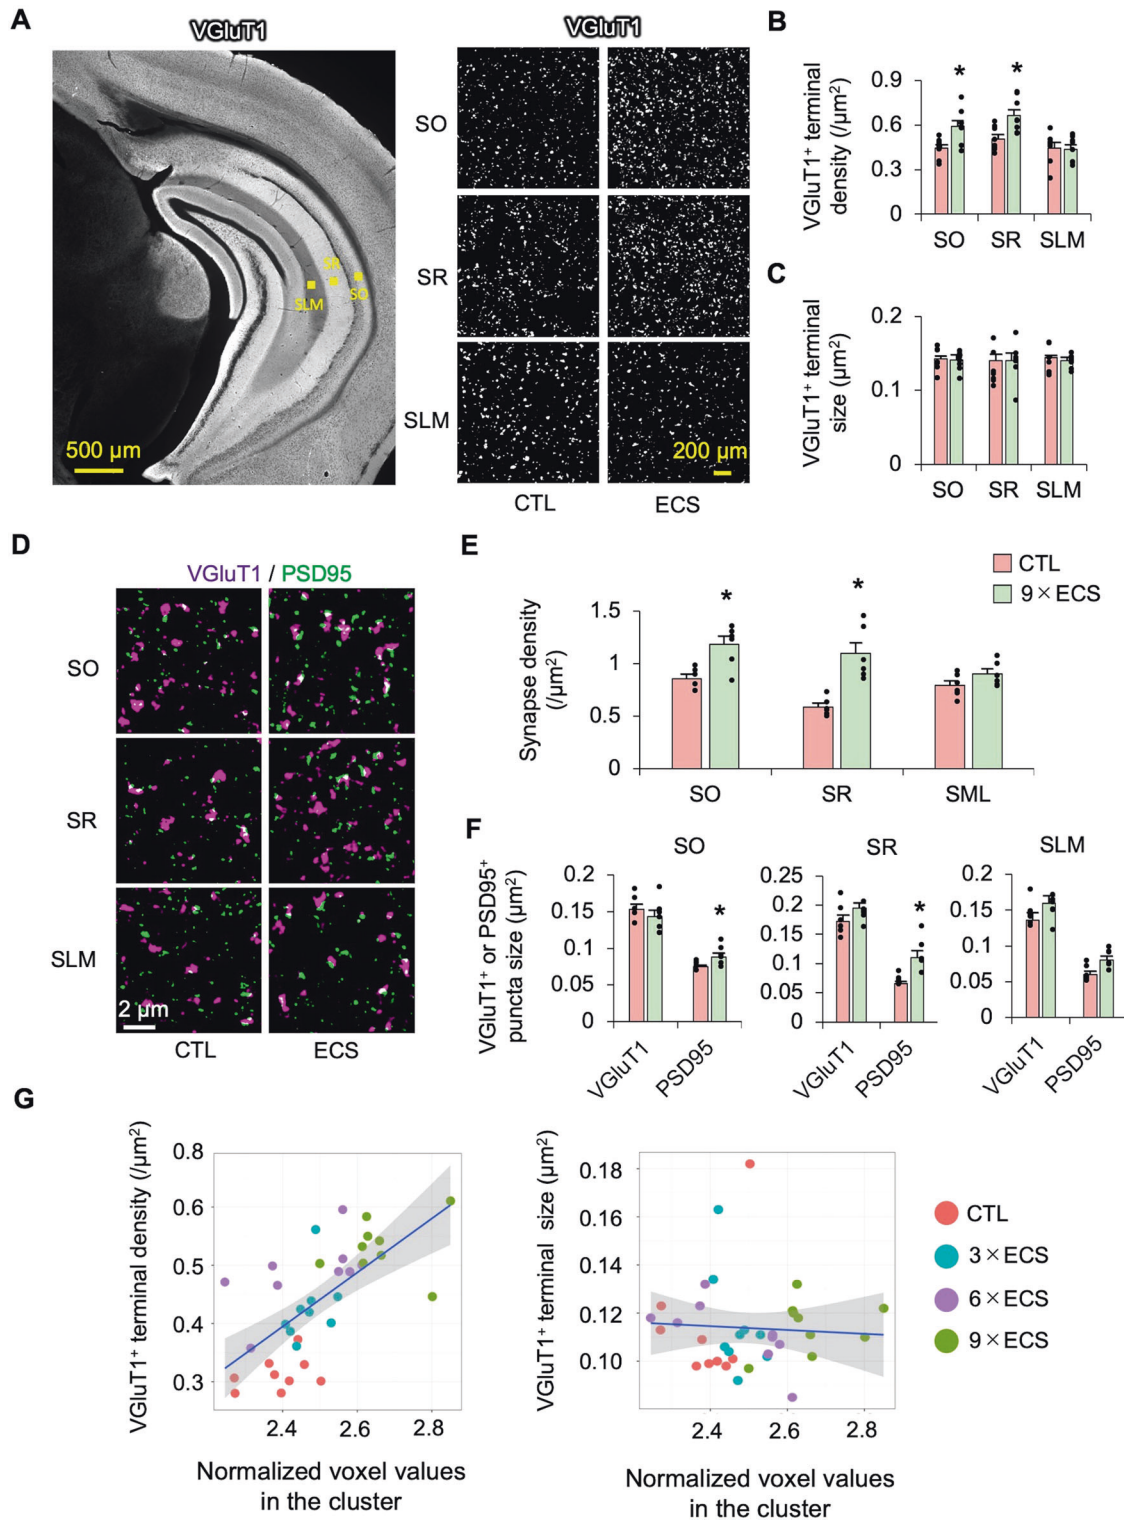 A
VGluT1
VGluT1
SO
SR
SLM
SR
SLM
SO
500 µm
200 µm
CTL
ECS
B
VGluT1+ terminal
density (/µm²)
0.9
0.6
0.3
0
*
*
SO
SR
SLM
C
VGluT1+ terminal
size (µm²)
0.2
0.1
0
SO
SR
SLM
D
VGluT1 / PSD95
SO
SR
SLM
2 µm
CTL
ECS
E
CTL
9×ECS
Synapse density
(/µm²)
1.5
1
0.5
0
*
*
SO
SR
SML
F
VGluT1+ or PSD95+
puncta size (µm²)
SO
0.2
0.15
0.1
0.05
0
*
VGluT1
PSD95
SR
0.25
0.2
0.15
0.1
0.05
0
*
VGluT1
PSD95
SLM
0.2
0.15
0.1
0.05
0
VGluT1
PSD95
G
VGluT1+ terminal density (/µm²)
0.8
0.6
0.5
0.4
0.3
2.4
2.6
2.8
Normalized voxel values
in the cluster
VGluT1+ terminal size (µm²)
0.18
0.16
0.14
0.12
0.10
2.4
2.6
2.8
Normalized voxel values
in the cluster
CTL
3×ECS
6×ECS
9×ECS